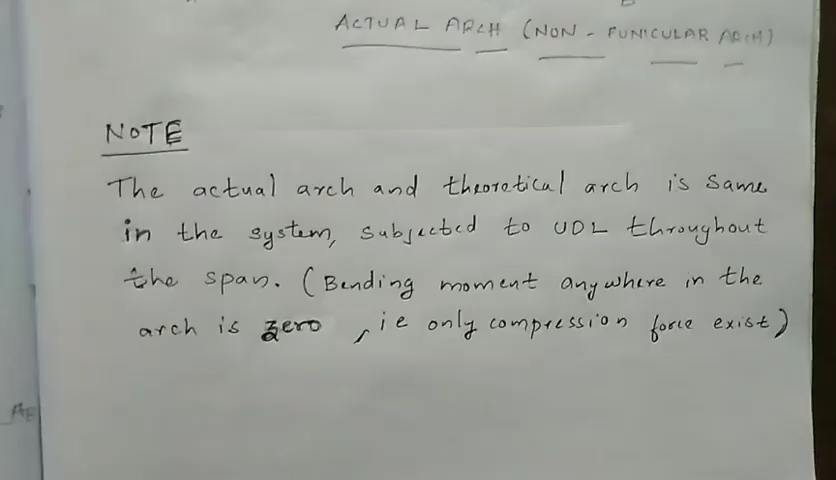 ACTUAL ARCH (NON - FUNICULAR ARCH)
NOTE
The actual arch and theoretical arch is same
in the system, subjected to UDL throughout
the span. (Bending moment anywhere in the
arch is zero, ie only compression force exist)